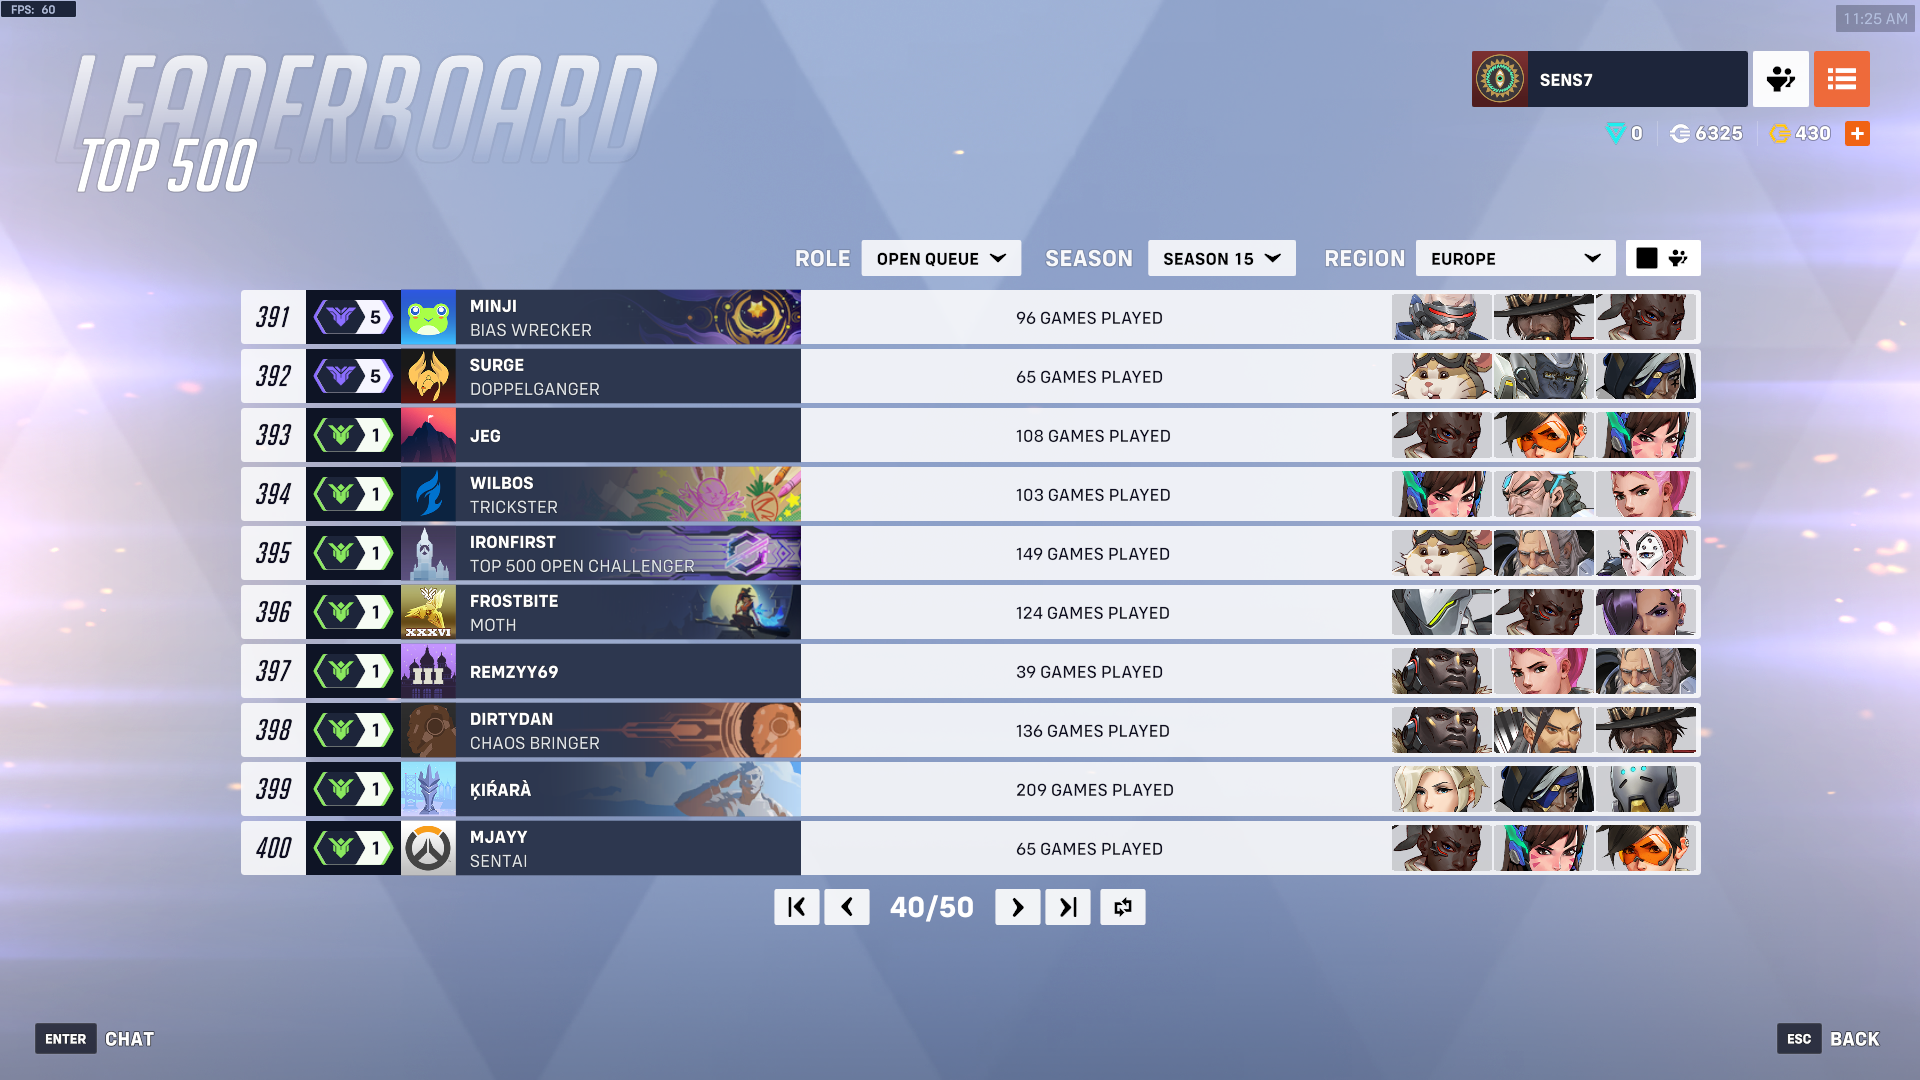 FPS: 60
11:25 AM
LEADERBOARD
TOP 500
SENS7
0 6325 430
ROLE OPEN QUEUE SEASON SEASON 15 REGION EUROPE
391 5 MINJI 96 GAMES PLAYED
BIAS WRECKER
392 5 SURGE 65 GAMES PLAYED
DOPPELGANGER
393 1 JEG 108 GAMES PLAYED
394 1 WILBOS 103 GAMES PLAYED
TRICKSTER
395 1 IRONFIRST 149 GAMES PLAYED
TOP 500 OPEN CHALLENGER
396 1 FROSTBITE 124 GAMES PLAYED
MOTH
XXXVI
397 1 REMZYY69 39 GAMES PLAYED
398 1 DIRTYDAN 136 GAMES PLAYED
CHAOS BRINGER
399 1 ĶIŔARÀ 209 GAMES PLAYED
400 1 MJAYY 65 GAMES PLAYED
SENTAI
40/50
ENTER CHAT
ESC BACK